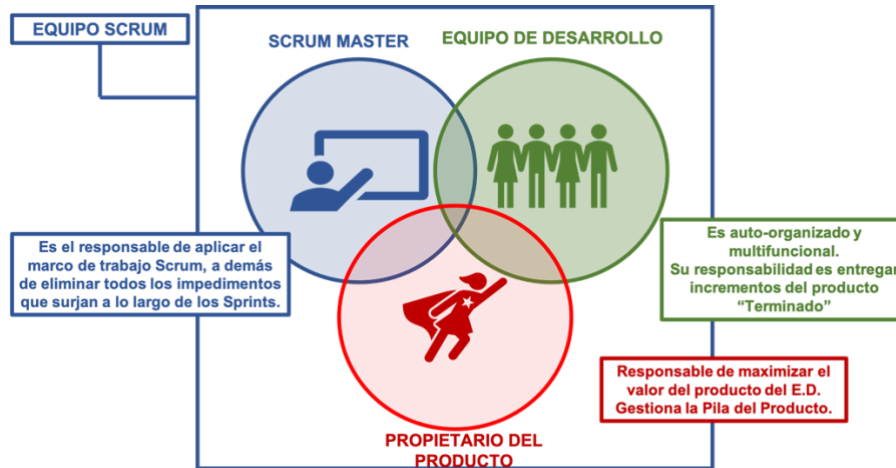 EQUIPO SCRUM
SCRUM MASTER
EQUIPO DE DESARROLLO
Es el responsable de aplicar el
marco de trabajo Scrum, a demás
de eliminar todos los impedimentos
que surjan a lo largo de los Sprints.
Es auto-organizado y
multifuncional.
Su responsabilidad es entregar
incrementos del producto
“Terminado”
Responsable de maximizar el
valor del producto del E.D.
Gestiona la Pila del Producto.
PROPIETARIO DEL
PRODUCTO